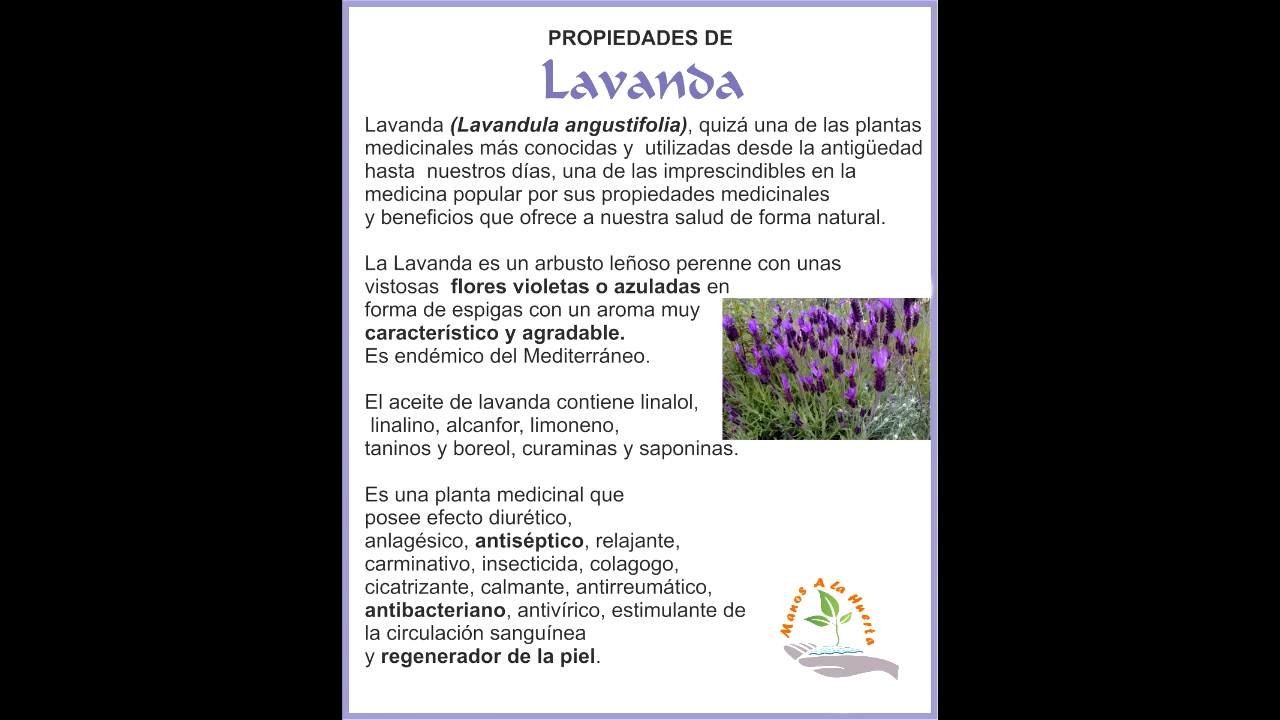 PROPIEDADES DE
Lavanda
Lavanda (Lavandula angustifolia), quizá una de las plantas
medicinales más conocidas y  utilizadas desde la antigüedad
hasta  nuestros días, una de las imprescindibles en la
medicina popular por sus propiedades medicinales
y beneficios que ofrece a nuestra salud de forma natural.
La Lavanda es un arbusto leñoso perenne con unas
vistosas  flores violetas o azuladas en
forma de espigas con un aroma muy
característico y agradable.
Es endémico del Mediterráneo.
El aceite de lavanda contiene linalol,
linalino, alcanfor, limoneno,
taninos y boreol, curaminas y saponinas.
Es una planta medicinal que
posee efecto diurético,
anlagésico, antiséptico, relajante,
carminativo, insecticida, colagogo,
cicatrizante, calmante, antirreumático,
antibacteriano, antivírico, estimulante de
la circulación sanguínea
y regenerador de la piel.
Manos A La Huerta